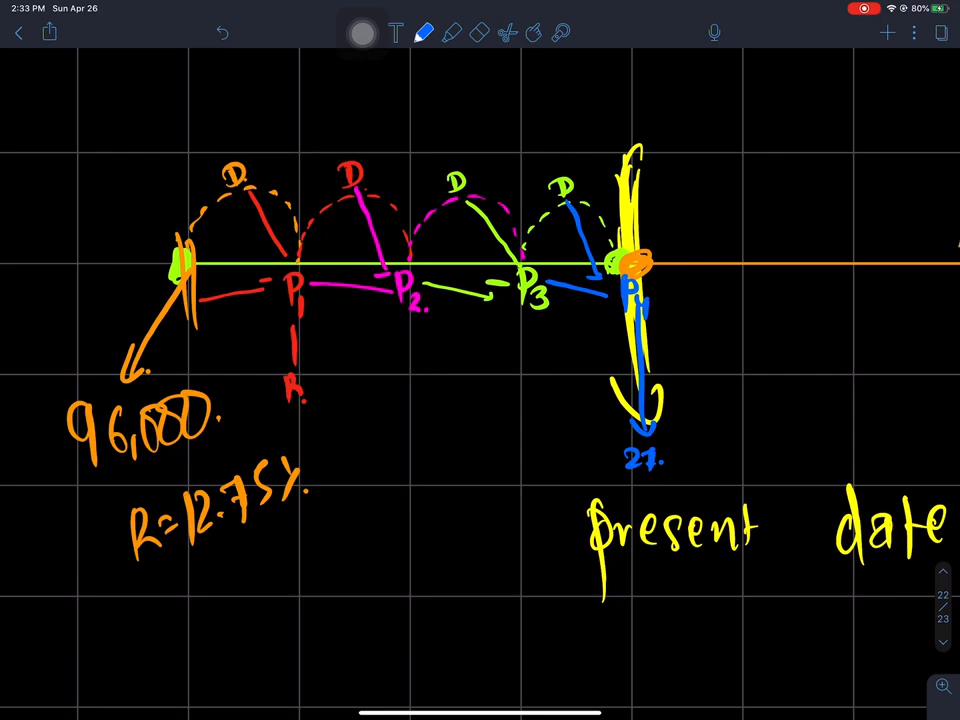 2:33 PM Sun Apr 26
80%
T
D D. D D
P1 P2. P3 P4
R.
96,000.
R=12.75%.
27.
present date
22
/
23